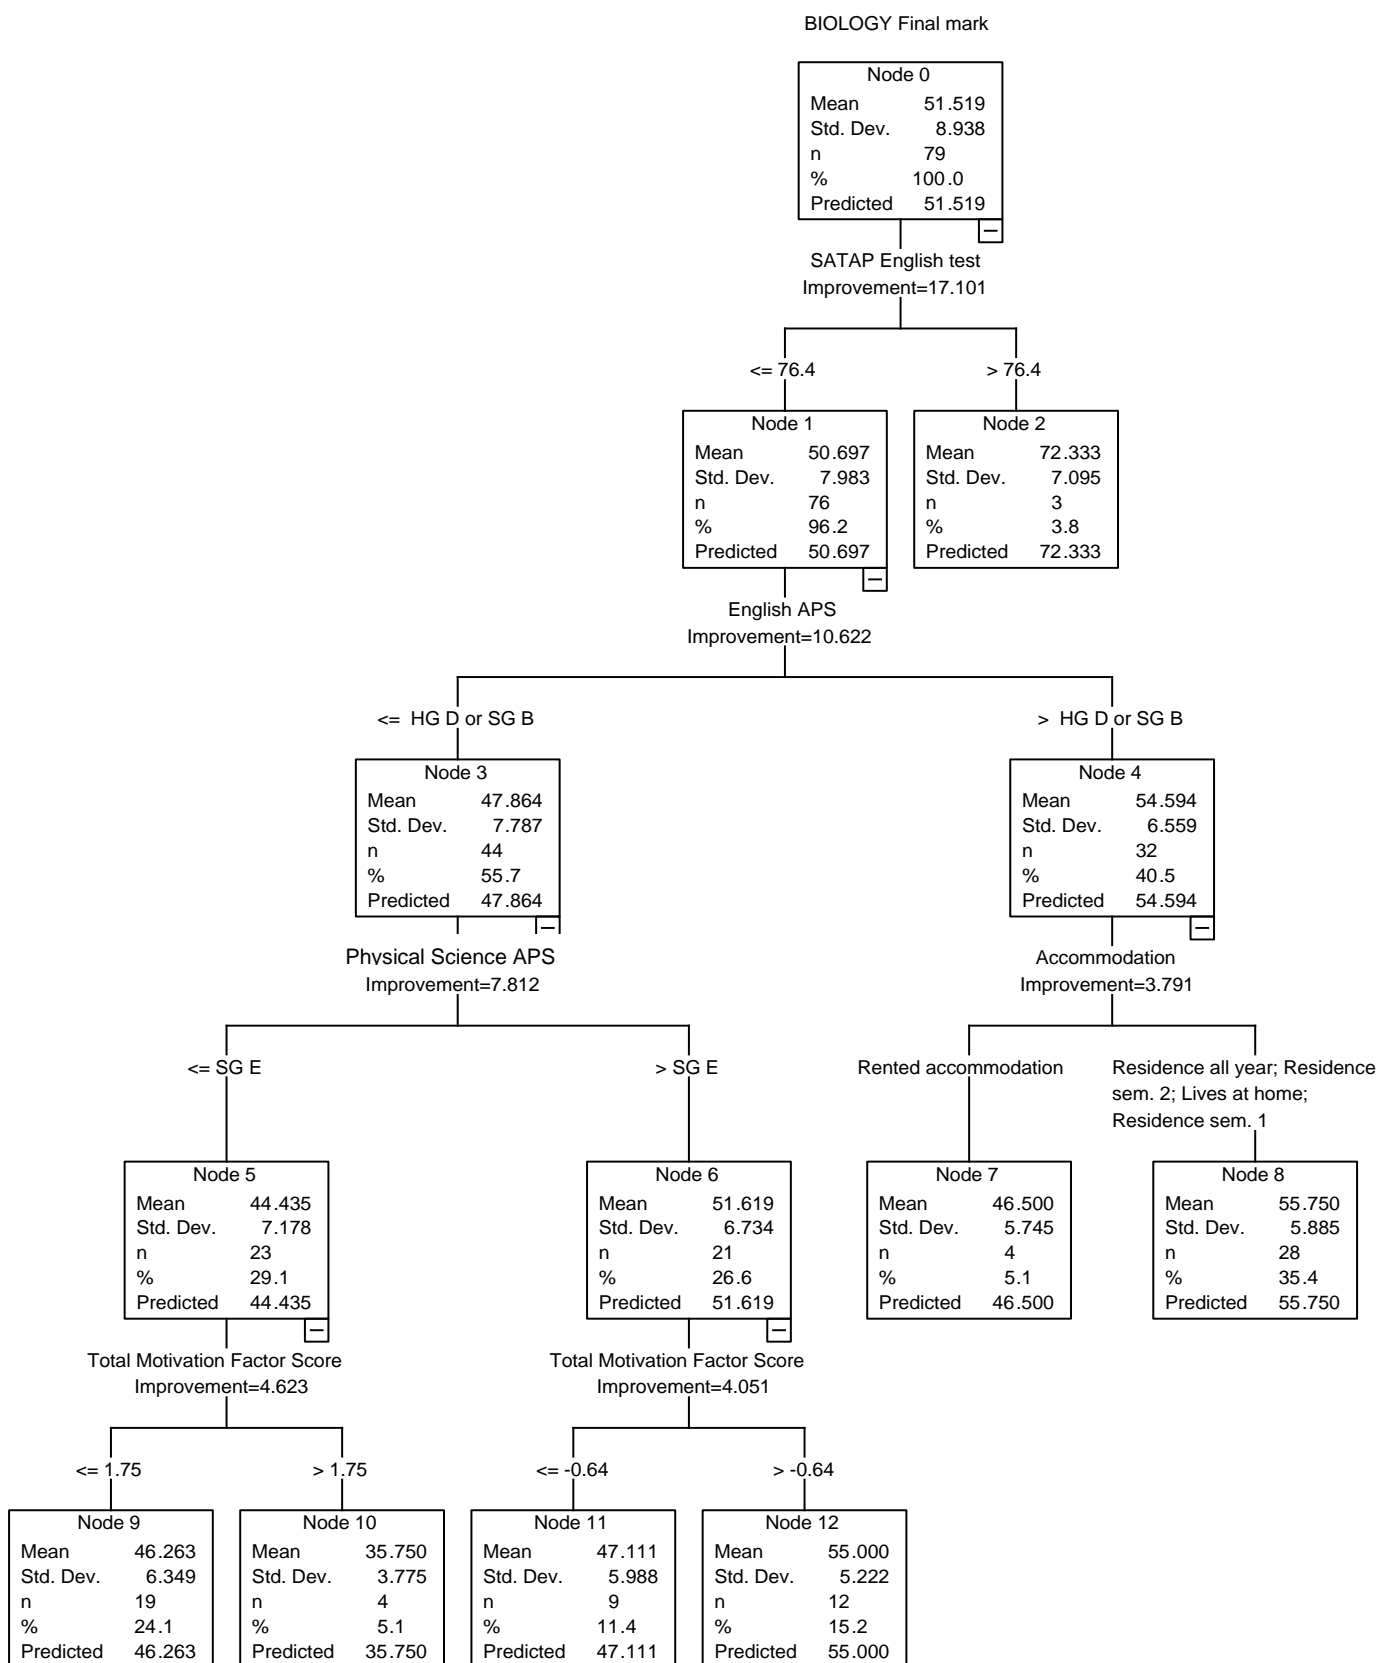 BIOLOGY Final mark
Node 0
Mean 51.519
Std. Dev. 8.938
n 79
% 100.0
Predicted 51.519
SATAP English test
Improvement=17.101
<= 76.4
> 76.4
Node 1
Mean 50.697
Std. Dev. 7.983
n 76
% 96.2
Predicted 50.697
Node 2
Mean 72.333
Std. Dev. 7.095
n 3
% 3.8
Predicted 72.333
English APS
Improvement=10.622
<= HG D or SG B
> HG D or SG B
Node 3
Mean 47.864
Std. Dev. 7.787
n 44
% 55.7
Predicted 47.864
Node 4
Mean 54.594
Std. Dev. 6.559
n 32
% 40.5
Predicted 54.594
Physical Science APS
Improvement=7.812
Accommodation
Improvement=3.791
<= SG E
> SG E
Rented accommodation
Residence all year; Residence
sem. 2; Lives at home;
Residence sem. 1
Node 5
Mean 44.435
Std. Dev. 7.178
n 23
% 29.1
Predicted 44.435
Node 6
Mean 51.619
Std. Dev. 6.734
n 21
% 26.6
Predicted 51.619
Node 7
Mean 46.500
Std. Dev. 5.745
n 4
% 5.1
Predicted 46.500
Node 8
Mean 55.750
Std. Dev. 5.885
n 28
% 35.4
Predicted 55.750
Total Motivation Factor Score
Improvement=4.623
Total Motivation Factor Score
Improvement=4.051
<= 1.75
> 1.75
<= -0.64
> -0.64
Node 9
Mean 46.263
Std. Dev. 6.349
n 19
% 24.1
Predicted 46.263
Node 10
Mean 35.750
Std. Dev. 3.775
n 4
% 5.1
Predicted 35.750
Node 11
Mean 47.111
Std. Dev. 5.988
n 9
% 11.4
Predicted 47.111
Node 12
Mean 55.000
Std. Dev. 5.222
n 12
% 15.2
Predicted 55.000